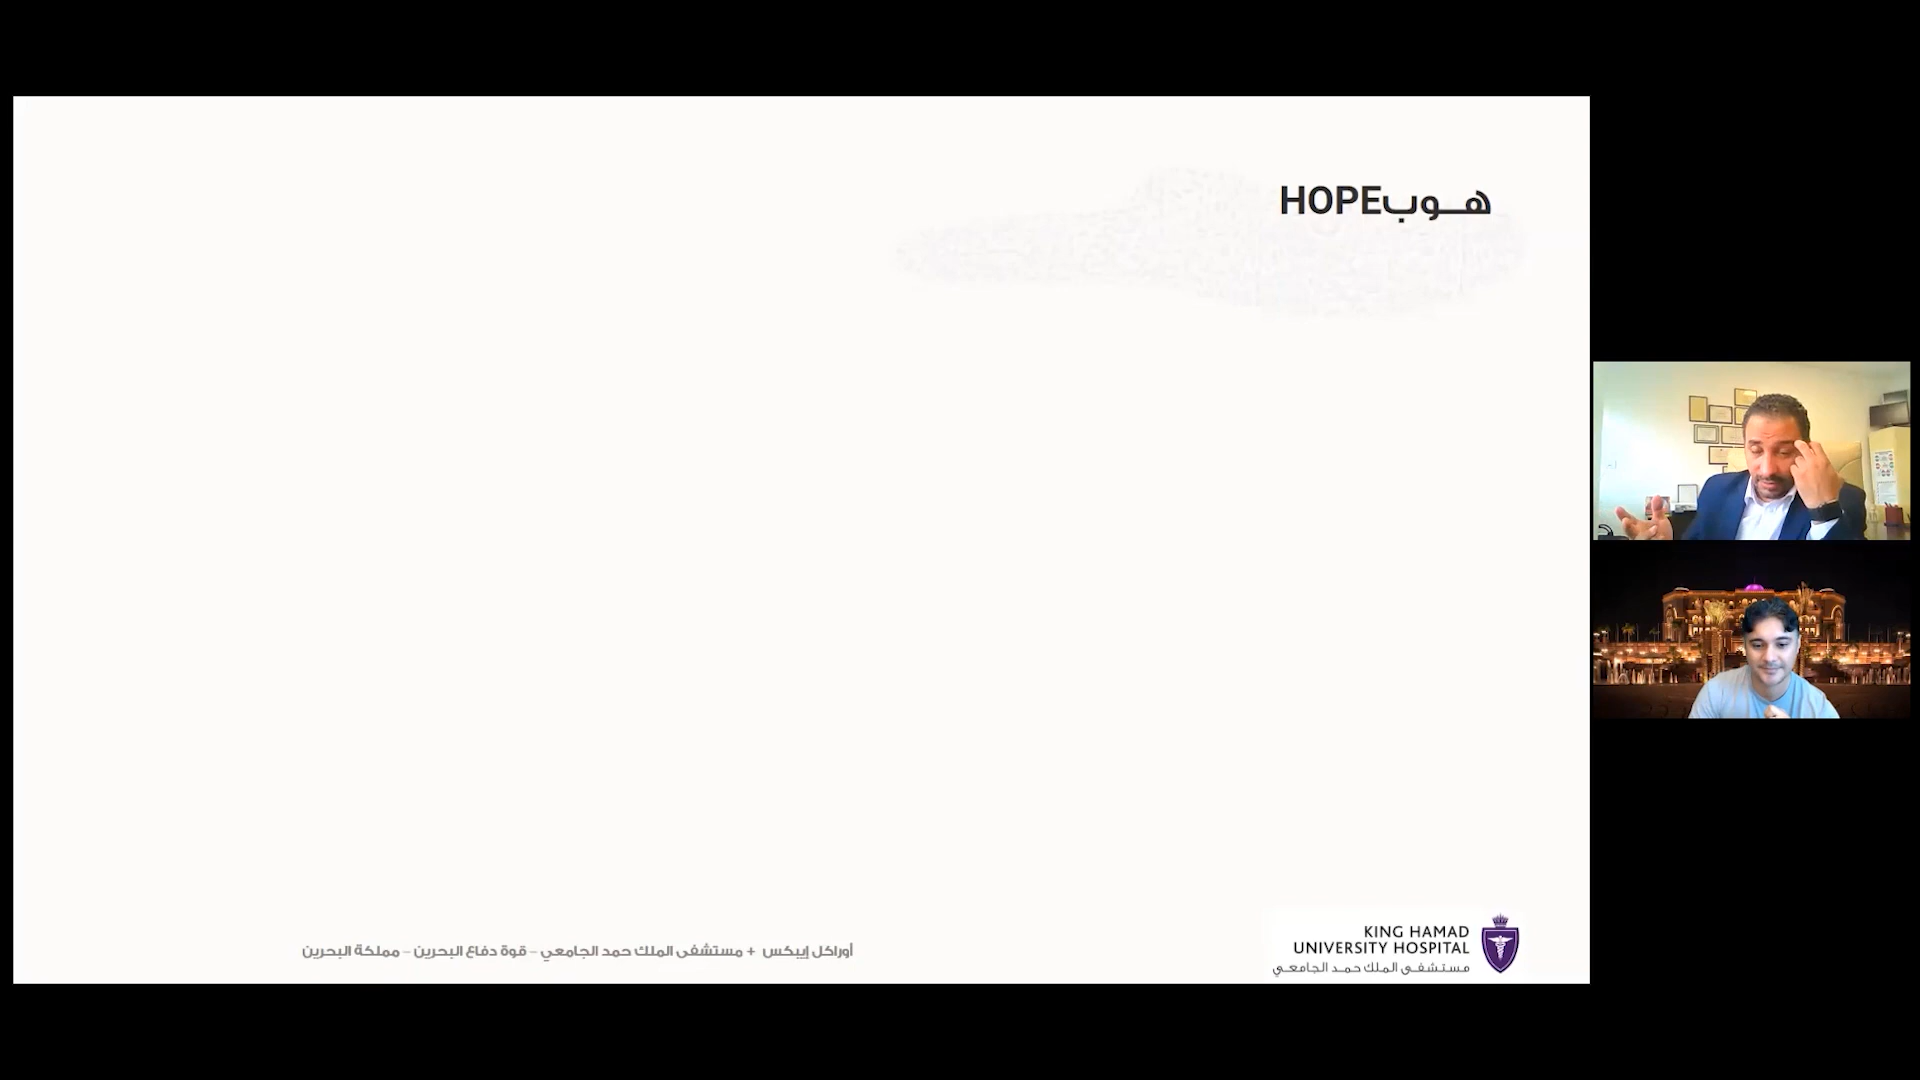 HOPEهوب
أوراكل إيبكس + مستشفى الملك حمد الجامعي – قوة دفاع البحرين – مملكة البحرين
KING HAMAD
UNIVERSITY HOSPITAL
مستشفى الملك حمد الجامعي